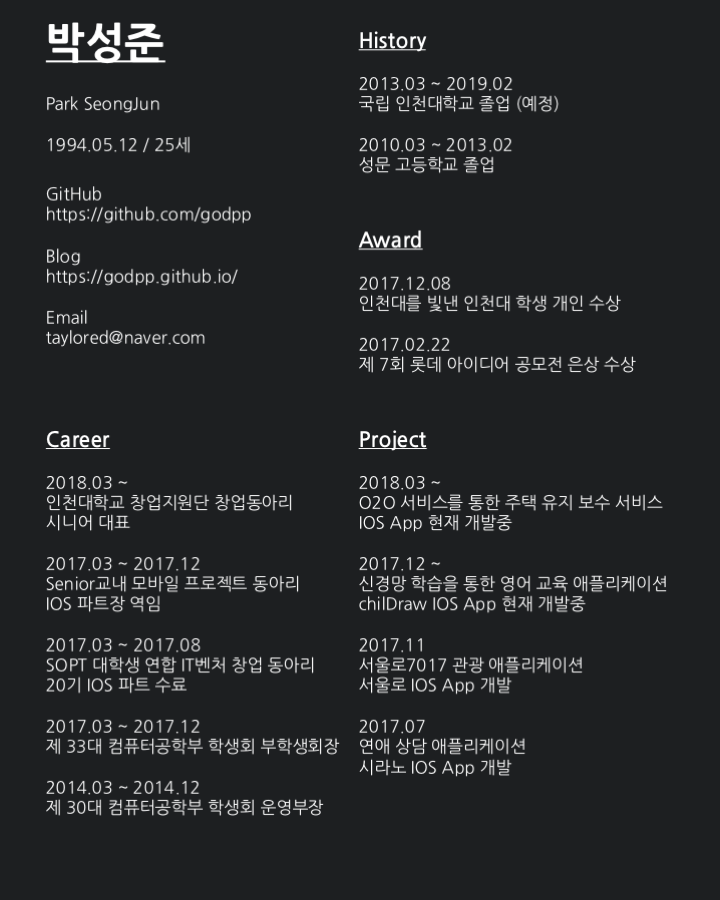 박성준
Park SeongJun
1994.05.12 / 25세
GitHub
https://github.com/godpp
Blog
https://godpp.github.io/
Email
taylored@naver.com
History
2013.03 ~ 2019.02
국립 인천대학교 졸업 (예정)
2010.03 ~ 2013.02
성문 고등학교 졸업
Award
2017.12.08
인천대를 빛낸 인천대 학생 개인 수상
2017.02.22
제 7회 롯데 아이디어 공모전 은상 수상
Career
2018.03 ~
인천대학교 창업지원단 창업동아리
시니어 대표
2017.03 ~ 2017.12
Senior교내 모바일 프로젝트 동아리
IOS 파트장 역임
2017.03 ~ 2017.08
SOPT 대학생 연합 IT벤처 창업 동아리
20기 IOS 파트 수료
2017.03 ~ 2017.12
제 33대 컴퓨터공학부 학생회 부학생회장
2014.03 ~ 2014.12
제 30대 컴퓨터공학부 학생회 운영부장
Project
2018.03 ~
O2O 서비스를 통한 주택 유지 보수 서비스
IOS App 현재 개발중
2017.12 ~
신경망 학습을 통한 영어 교육 애플리케이션
chilDraw IOS App 현재 개발중
2017.11
서울로7017 관광 애플리케이션
서울로 IOS App 개발
2017.07
연애 상담 애플리케이션
시라노 IOS App 개발